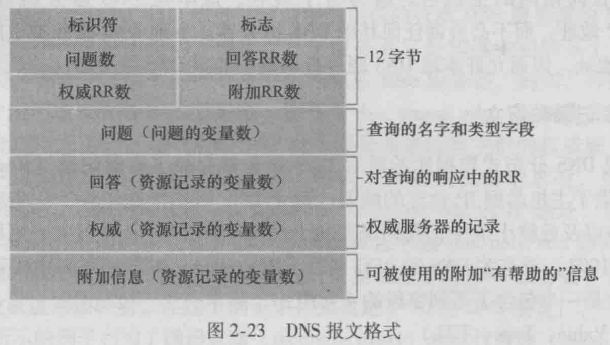 标识符 标志
问题数 回答RR数 12 字节
权威RR数 附加RR数
问题（问题的变量数） 查询的名字和类型字段
回答（资源记录的变量数） 对查询的响应中的RR
权威（资源记录的变量数） 权威服务器的记录
附加信息（资源记录的变量数） 可被使用的附加“有帮助的”信息
图 2-23 DNS 报文格式